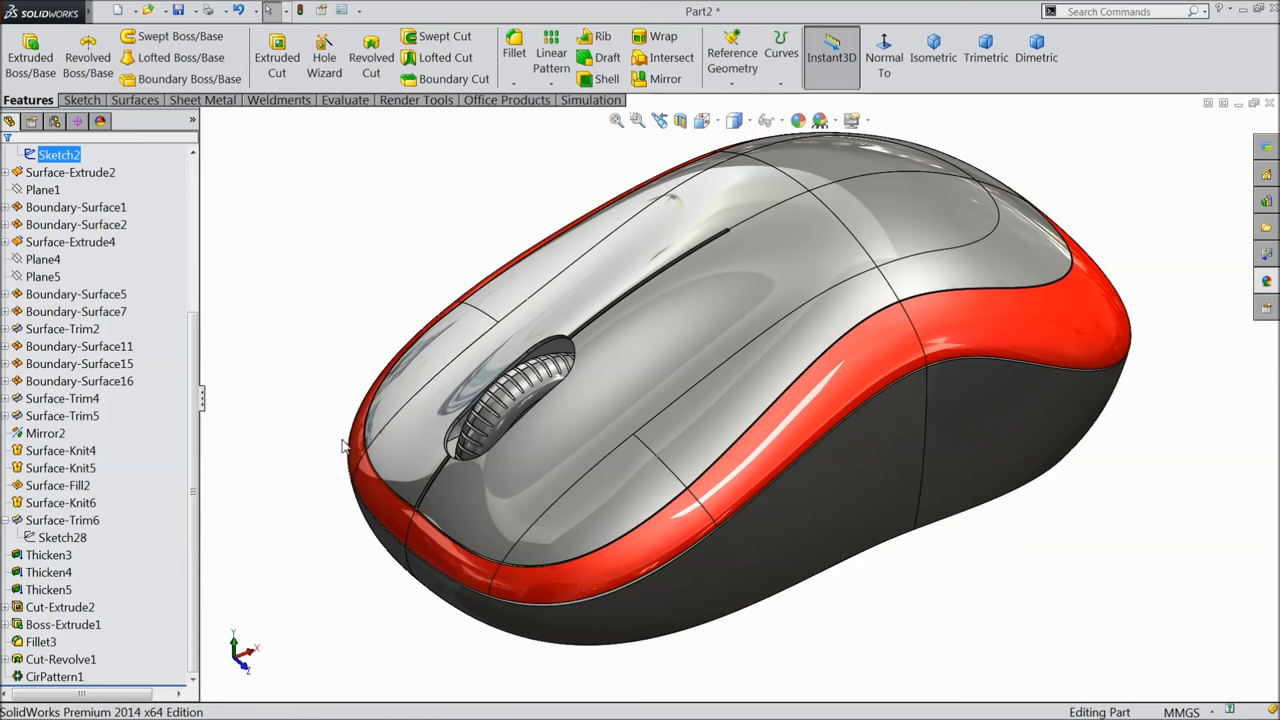 SOLIDWORKS
Part2 *
Search Commands
Extruded Boss/Base
Revolved Boss/Base
Swept Boss/Base
Lofted Boss/Base
Boundary Boss/Base
Extruded Cut
Hole Wizard
Revolved Cut
Swept Cut
Lofted Cut
Boundary Cut
Fillet
Linear Pattern
Rib
Draft
Shell
Wrap
Intersect
Mirror
Reference Geometry
Curves
Instant3D
Normal To
Isometric
Trimetric
Dimetric
Features
Sketch
Surfaces
Sheet Metal
Weldments
Evaluate
Render Tools
Office Products
Simulation
Sketch2
Surface-Extrude2
Plane1
Boundary-Surface1
Boundary-Surface2
Surface-Extrude4
Plane4
Plane5
Boundary-Surface5
Boundary-Surface7
Surface-Trim2
Boundary-Surface11
Boundary-Surface15
Boundary-Surface16
Surface-Trim4
Surface-Trim5
Mirror2
Surface-Knit4
Surface-Knit5
Surface-Fill2
Surface-Knit6
Surface-Trim6
Sketch28
Thicken3
Thicken4
Thicken5
Cut-Extrude2
Boss-Extrude1
Fillet3
Cut-Revolve1
CirPattern1
Y
X
Z
SolidWorks Premium 2014 x64 Edition
Editing Part
MMGS